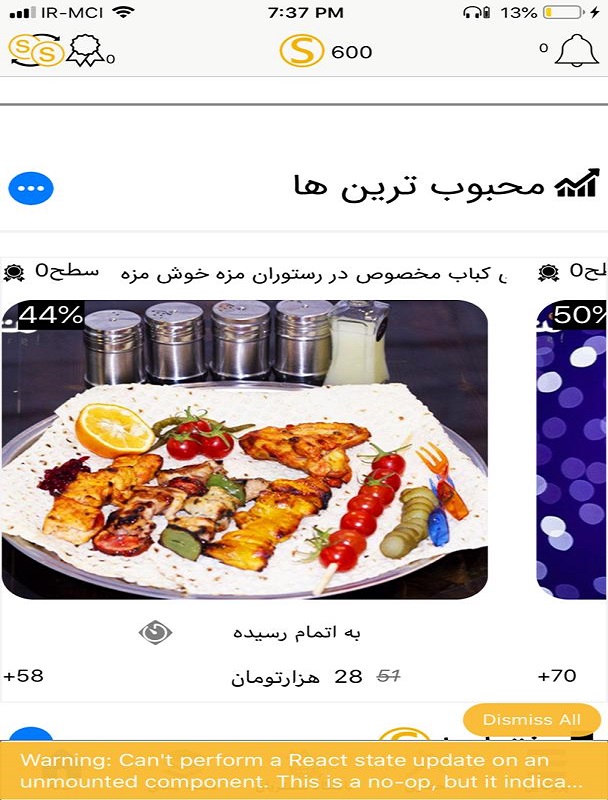 IR-MCI 7:37 PM 13%
S S 0 S 600 0
محبوب ترین ها
سطح0 ی کباب مخصوص در رستوران مزه خوش مزه
44% 50%
به اتمام رسیده
+58 28 هزارتومان 51 +70
Dismiss All
Warning: Can't perform a React state update on an
unmounted component. This is a no-op, but it indica...